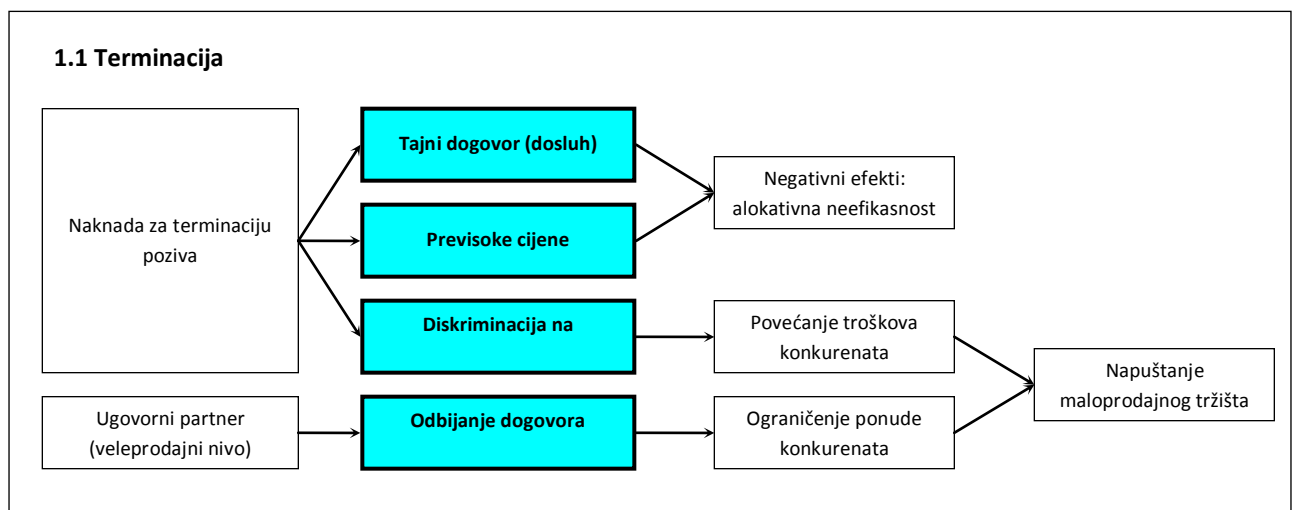 1.1 Terminacija
Naknada za terminaciju
poziva
Tajni dogovor (dosluh)
Previsoke cijene
Diskriminacija na
Negativni efekti:
alokativna neefikasnost
Povećanje troškova
konkurenata
Ugovorni partner
(veleprodajni nivo)
Odbijanje dogovora
Ograničenje ponude
konkurenata
Napuštanje
maloprodajnog tržišta